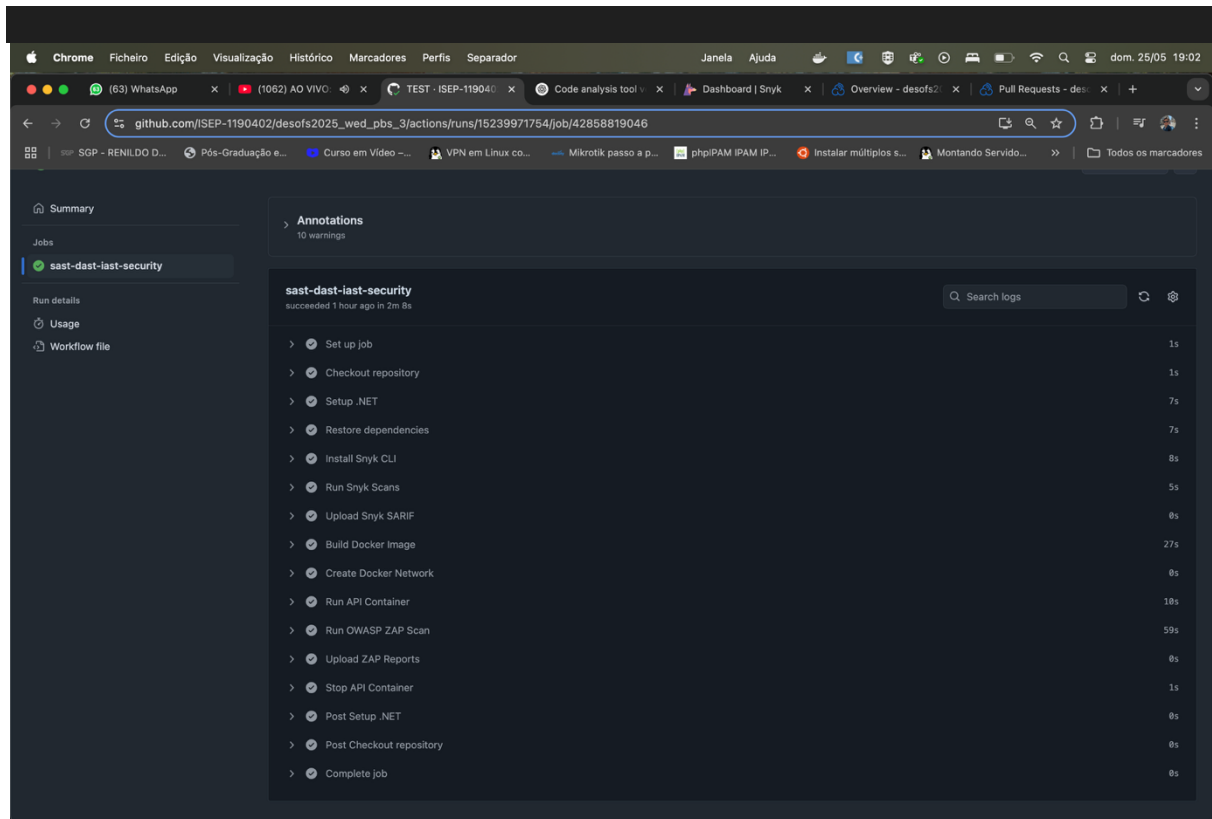 Chrome Ficheiro Edição Visualização Histórico Marcadores Perfis Separador Janela Ajuda dom. 25/05 19:02
(63) WhatsApp (1062) AO VIVO: TEST · ISEP-119040 Code analysis tool v Dashboard | Snyk Overview - desofs2 Pull Requests - deso
github.com/ISEP-1190402/desofs2025_wed_pbs_3/actions/runs/15239971754/job/42858819046
SGP - RENILDO D... Pós-Graduação e... Curso em Vídeo –... VPN em Linux co... Mikrotik passo a p... phpIPAM IPAM IP... Instalar múltiplos s... Montando Servido... Todos os marcadores
Summary
Jobs
sast-dast-iast-security
Run details
Usage
Workflow file
Annotations
10 warnings
sast-dast-iast-security
succeeded 1 hour ago in 2m 8s
Search logs
Set up job 1s
Checkout repository 1s
Setup .NET 7s
Restore dependencies 7s
Install Snyk CLI 8s
Run Snyk Scans 5s
Upload Snyk SARIF 0s
Build Docker Image 27s
Create Docker Network 0s
Run API Container 10s
Run OWASP ZAP Scan 59s
Upload ZAP Reports 0s
Stop API Container 1s
Post Setup .NET 0s
Post Checkout repository 0s
Complete job 0s